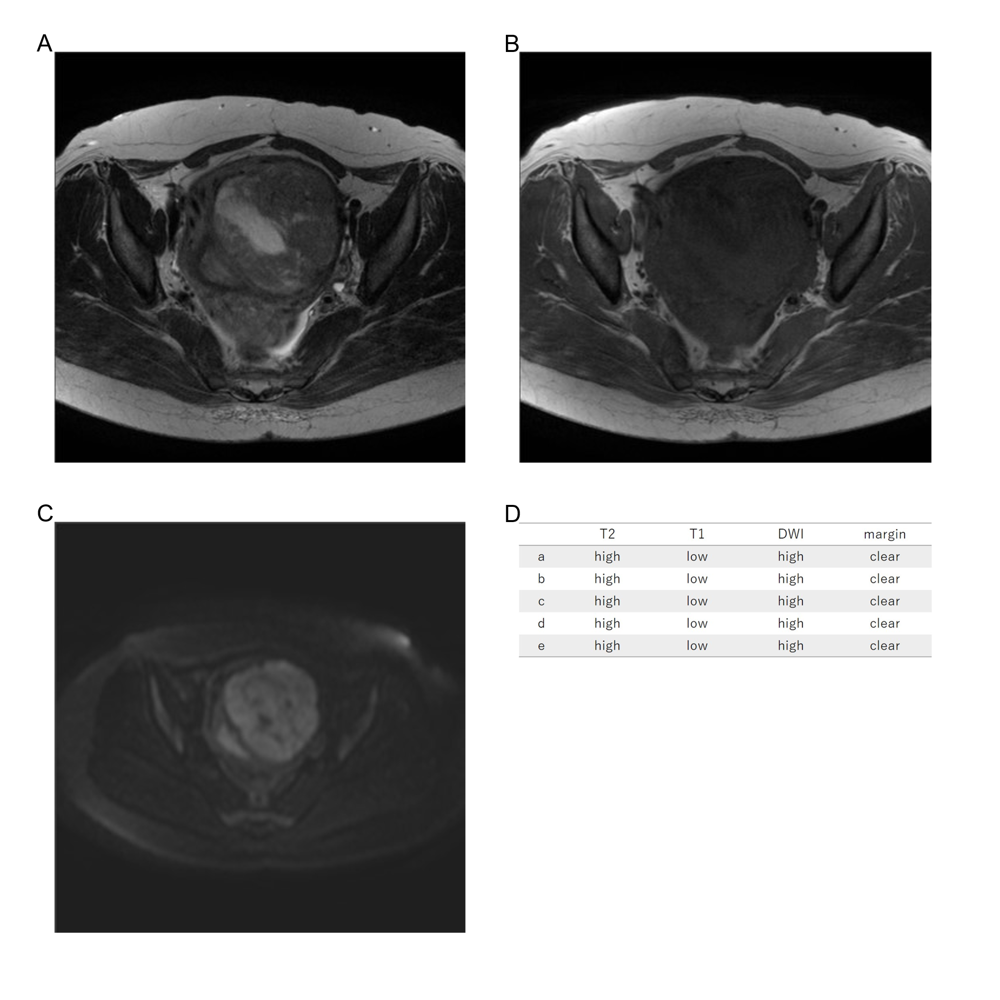 A
B
C
D
T2 T1 DWI margin
a high low high clear
b high low high clear
c high low high clear
d high low high clear
e high low high clear